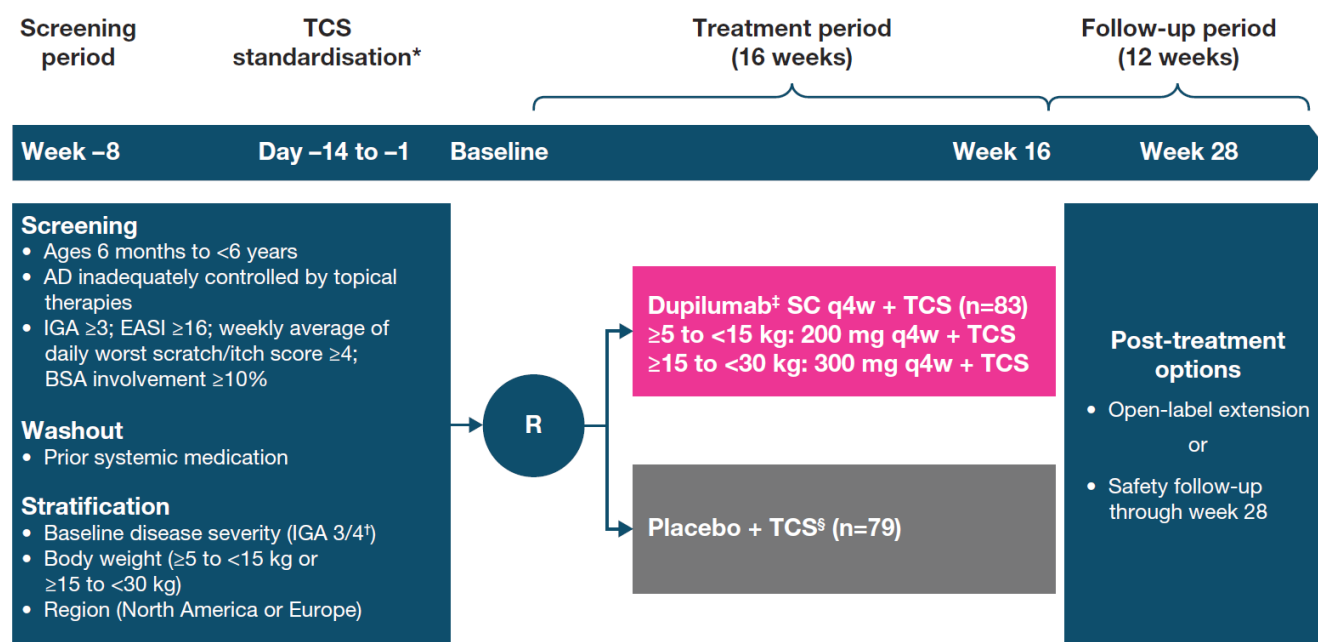 Screening
period
TCS
standardisation*
Treatment period
(16 weeks)
Follow-up period
(12 weeks)
Week –8
Day –14 to –1
Baseline
Week 16
Week 28
Screening
• Ages 6 months to <6 years
• AD inadequately controlled by topical
therapies
• IGA ≥3; EASI ≥16; weekly average of
daily worst scratch/itch score ≥4;
BSA involvement ≥10%
Washout
• Prior systemic medication
Stratification
• Baseline disease severity (IGA 3/4†)
• Body weight (≥5 to <15 kg or
≥15 to <30 kg)
• Region (North America or Europe)
R
Dupilumab‡ SC q4w + TCS (n=83)
≥5 to <15 kg: 200 mg q4w + TCS
≥15 to <30 kg: 300 mg q4w + TCS
Placebo + TCS§ (n=79)
Post-treatment
options
• Open-label extension
or
• Safety follow-up
through week 28